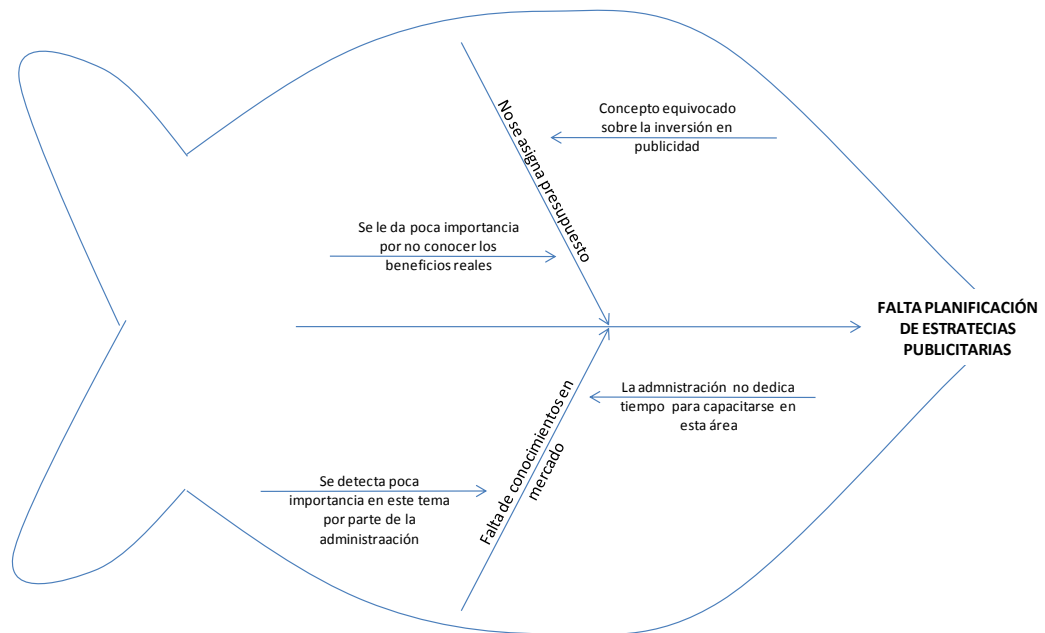 No se asigna presupuesto
Concepto equivocado
sobre la inversión en
publicidad
Se le da poca importancia
por no conocer los
beneficios reales
FALTA PLANIFICACIÓN
DE ESTRATECIAS
PUBLICITARIAS
La admnistración no dedica
tiempo para capacitarse en
esta área
Falta de conocimientos en
mercado
Se detecta poca
importancia en este tema
por parte de la
administraación